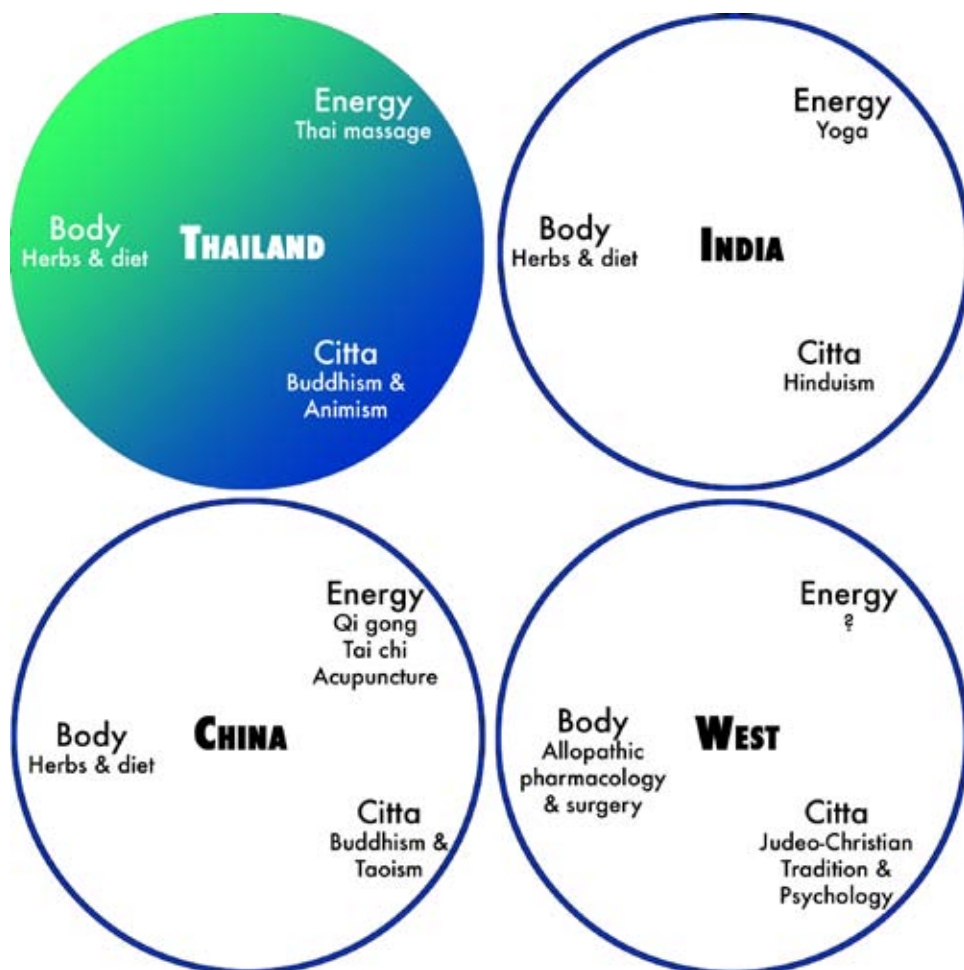 Energy
Thai massage
Body
Herbs & diet
THAILAND
Citta
Buddhism &
Animism
Energy
Yoga
Body
Herbs & diet
INDIA
Citta
Hinduism
Energy
Qi gong
Tai chi
Acupuncture
Body
Herbs & diet
CHINA
Citta
Buddhism &
Taoism
Energy
?
Body
Allopathic
pharmacology
& surgery
WEST
Citta
Judeo-Christian
Tradition &
Psychology